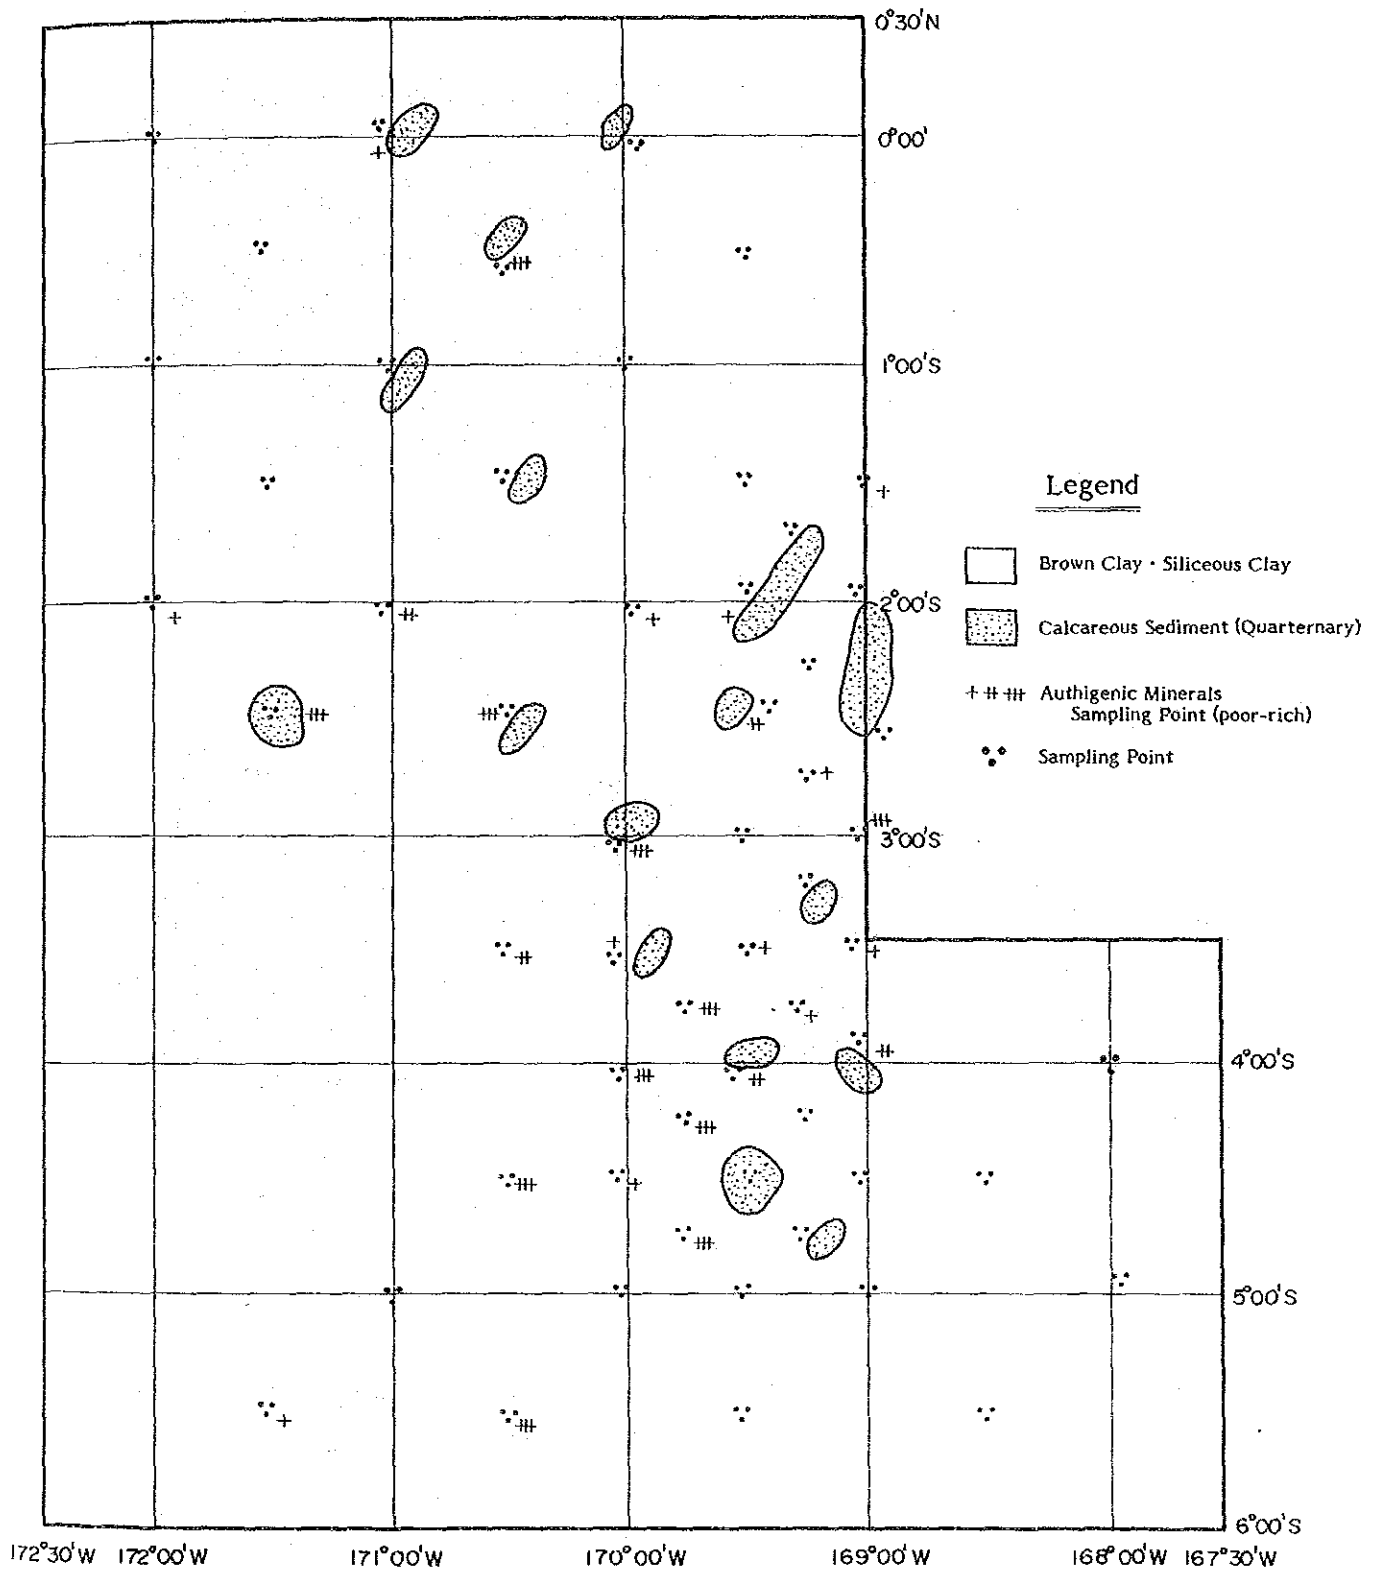 0°30'N
0°00'
1°00'S
Legend
Brown Clay · Siliceous Clay
2°00'S
Calcareous Sediment (Quarternary)
Authigenic Minerals
Sampling Point (poor-rich)
Sampling Point
3°00'S
4°00'S
5°00'S
6°00'S
172°30'W 172°00'W 171°00'W 170°00'W 169°00'W 168°00'W 167°30'W